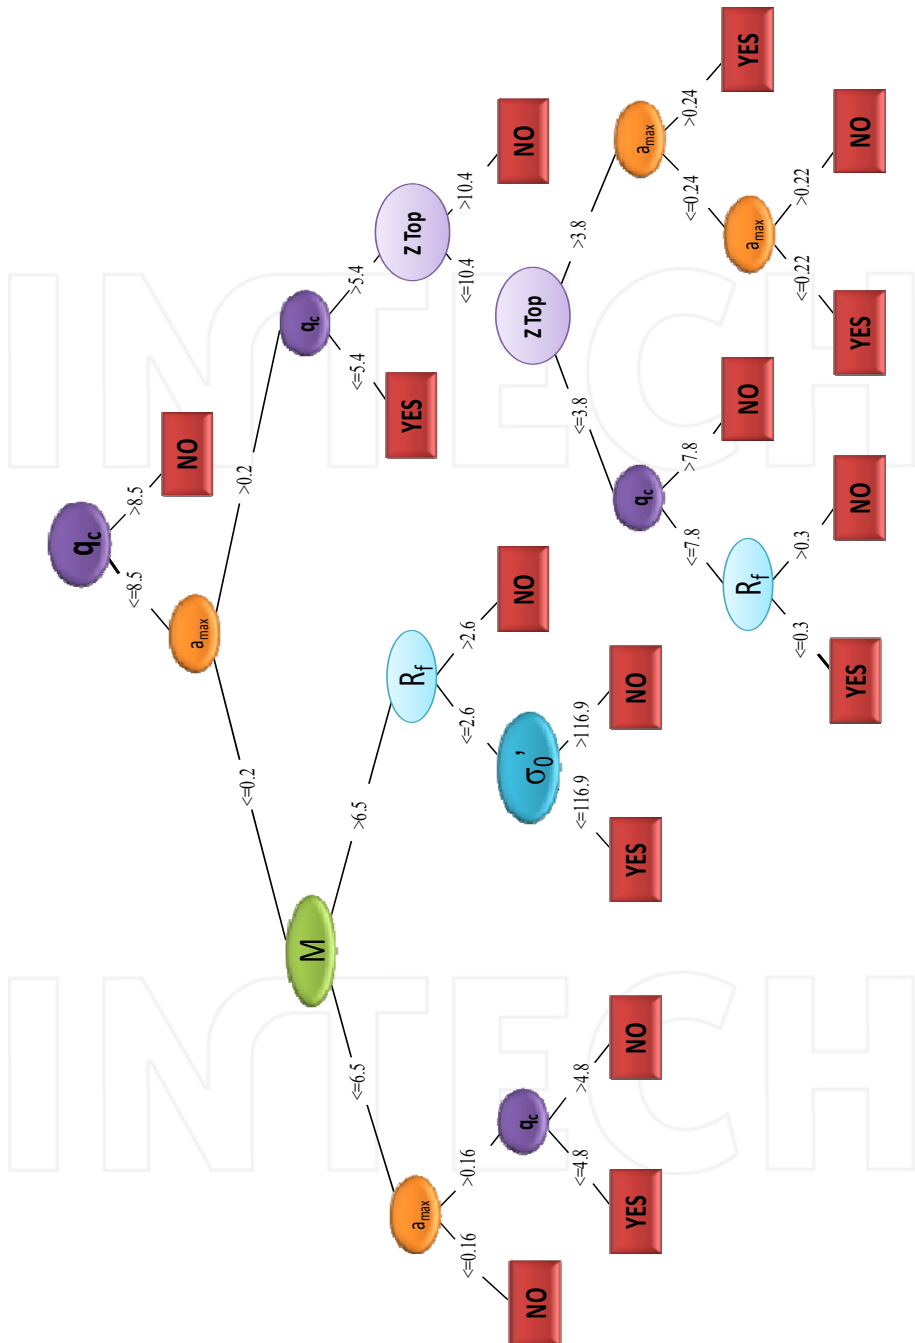 q_c
<=8.5
>8.5
a_max
NO
<=0.2
>0.2
M
q_c
<=6.5
>6.5
<=5.4
>5.4
a_max
R_f
YES
Z Top
<=0.16
>0.16
<=2.6
>2.6
<=10.4
>10.4
NO
q_c
σ_0'
NO
Z Top
NO
<=4.8
>4.8
<=116.9
>116.9
<=3.8
>3.8
YES
NO
YES
NO
q_c
a_max
<=7.8
>7.8
<=0.24
>0.24
R_f
NO
a_max
YES
<=0.3
>0.3
<=0.22
>0.22
YES
NO
YES
NO
INTECH
INTECH